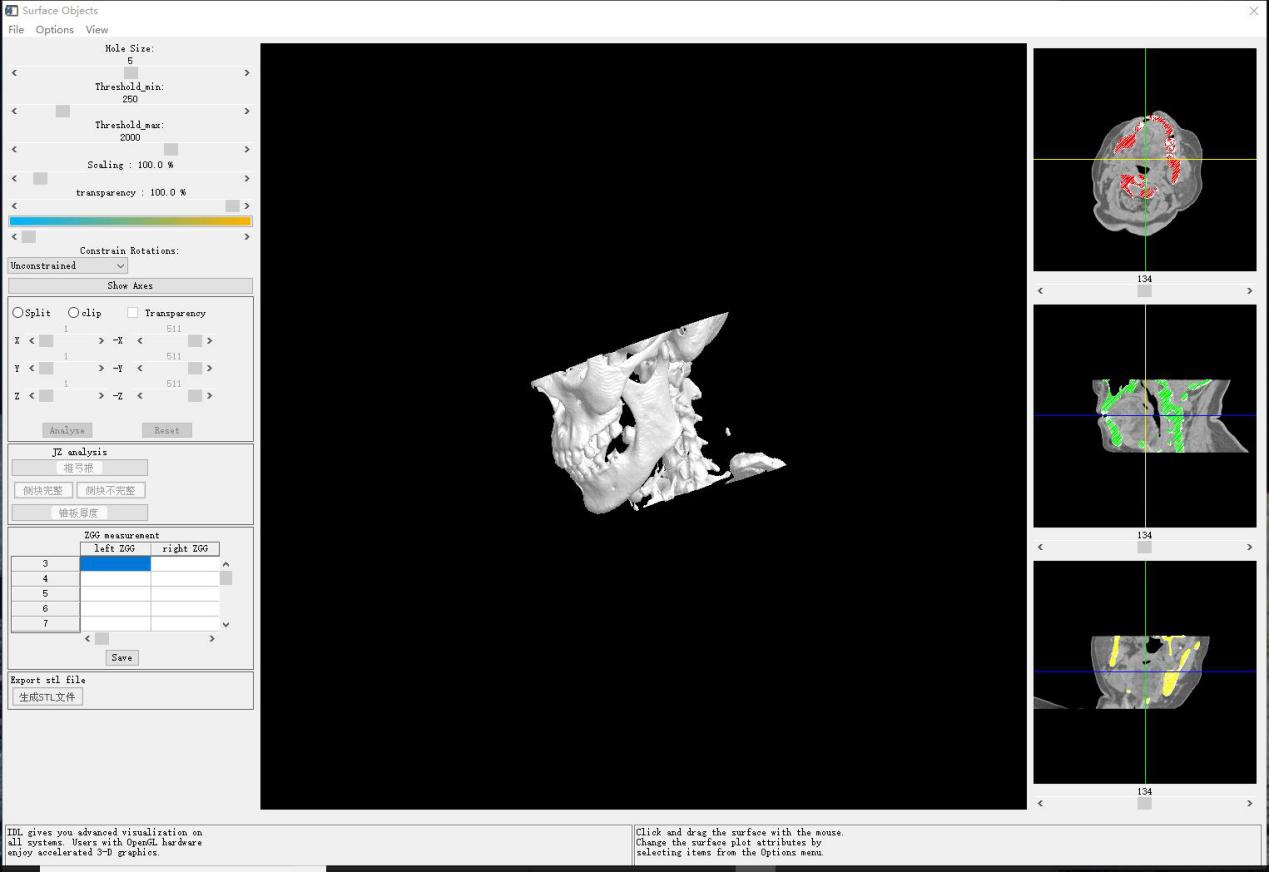 Surface Objects
File Options View
Hole Size:
5
Threshold_min:
250
Threshold_max:
2000
Scaling : 100.0 %
transparency : 100.0 %
Constrain Rotations:
Unconstrained
Show Axes
Split clip Transparency
1 511
X -X
1 511
Y -Y
1 511
Z -Z
Analyze Reset
JZ analysis
椎弓根
侧块完整 侧块不完整
锥板厚度
ZGG measurement
left ZGG right ZGG
3
4
5
6
7
Save
Export stl file
生成STL文件
134
134
134
IDL gives you advanced visualization on
all systems. Users with OpenGL hardware
enjoy accelerated 3-D graphics.
Click and drag the surface with the mouse.
Change the surface plot attributes by
selecting items from the Options menu.